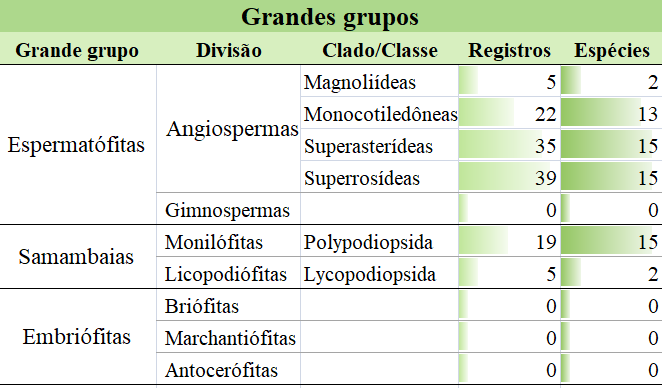 Grandes grupos
Grande grupo Divisão Clado/Classe Registros Espécies
Espermatófitas Angiospermas Magnoliídeas 5 2
Monocotiledôneas 22 13
Superasterídeas 35 15
Superrosídeas 39 15
Gimnospermas 0 0
Samambaias Monilófitas Polypodiopsida 19 15
Licopodiófitas Lycopodiopsida 5 2
Embriófitas Briófitas 0 0
Marchantiófitas 0 0
Antocerófitas 0 0